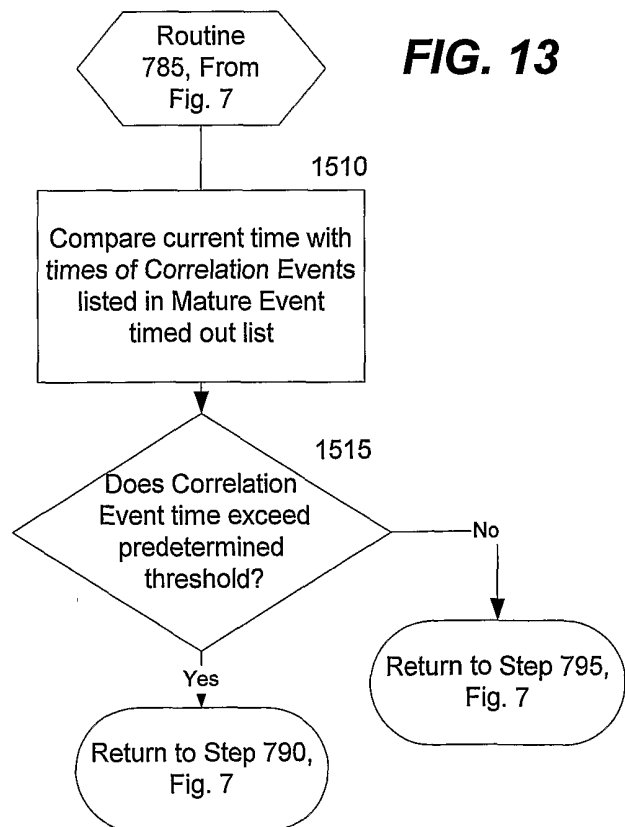 Routine
785, From
Fig. 7
FIG. 13
1510
Compare current time with
times of Correlation Events
listed in Mature Event
timed out list
1515
Does Correlation
Event time exceed
predetermined
threshold?
No
Yes
Return to Step 795,
Fig. 7
Return to Step 790,
Fig. 7